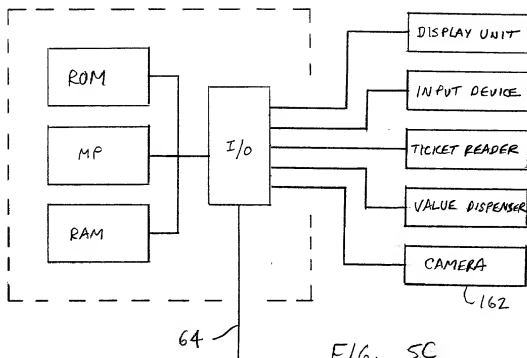 ROM
MP
RAM
I/O
DISPLAY UNIT
INPUT DEVICE
TICKET READER
VALUE DISPENSER
CAMERA
162
64
FIG. 5C